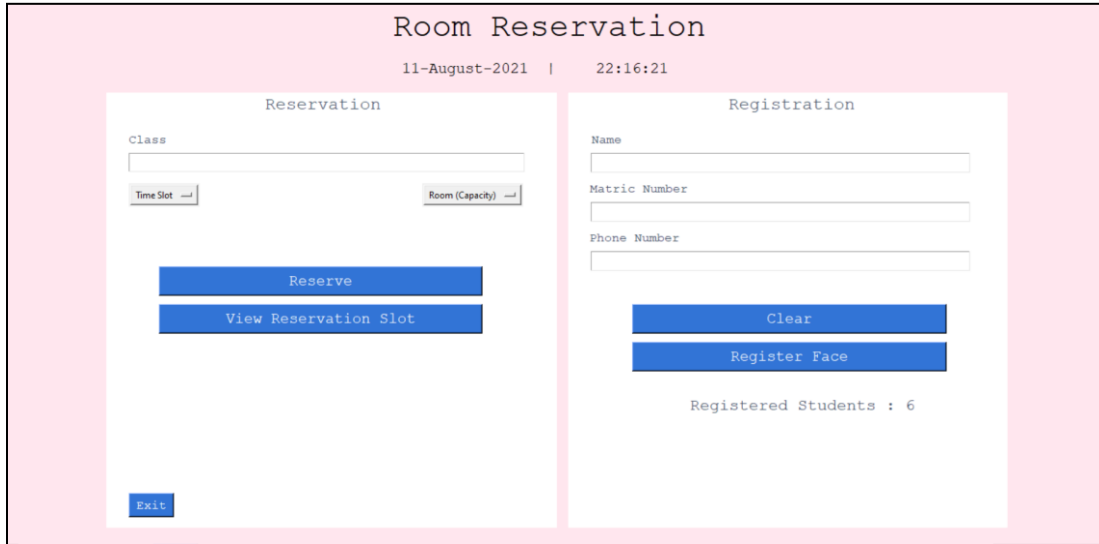 Room Reservation
11-August-2021 | 22:16:21
Reservation
Class
Time Slot
Room (Capacity)
Reserve
View Reservation Slot
Exit
Registration
Name
Matric Number
Phone Number
Clear
Register Face
Registered Students : 6